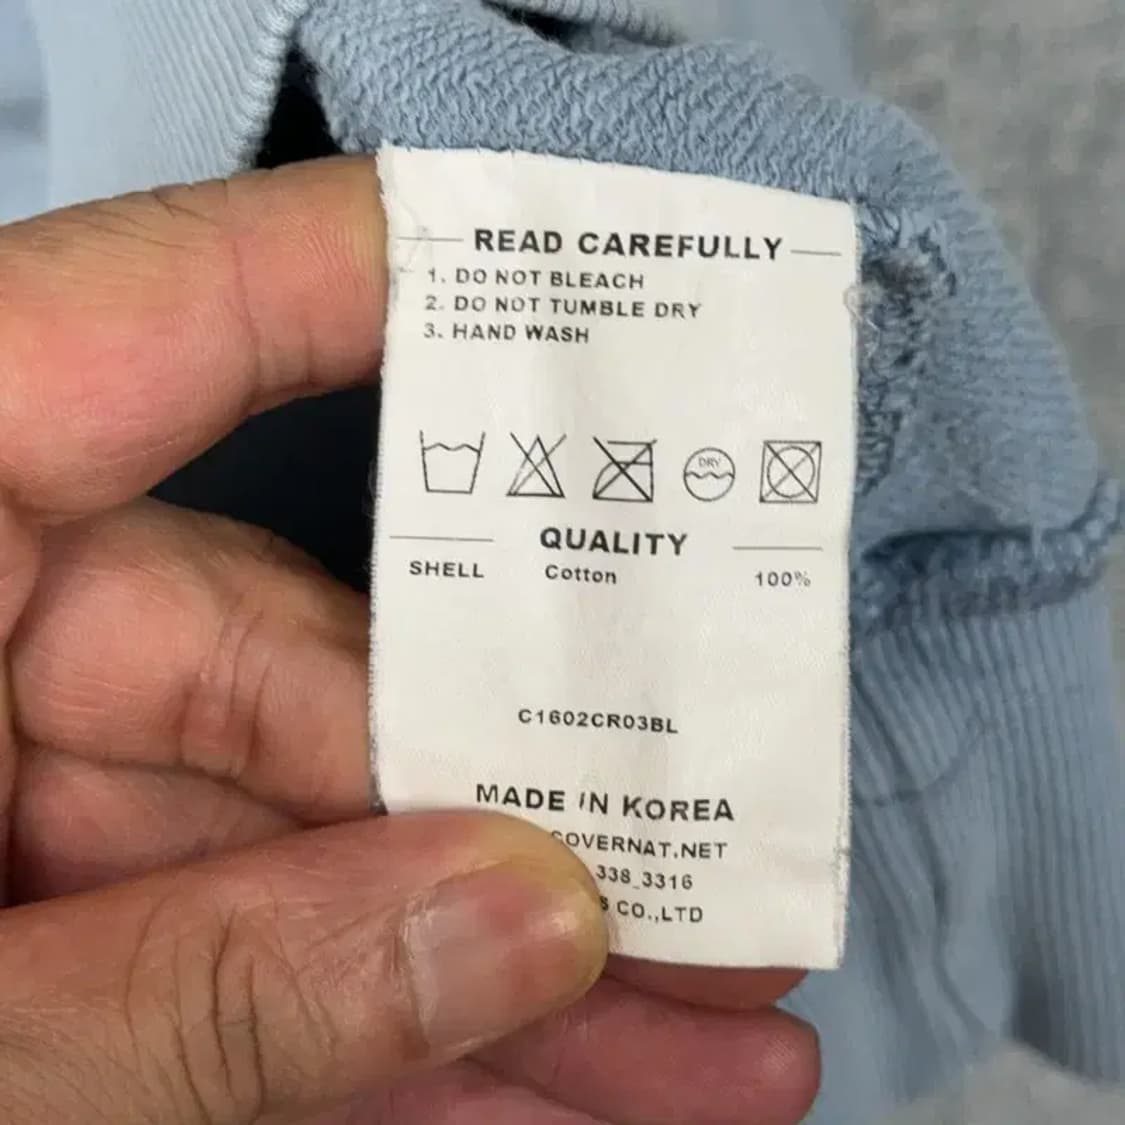 READ CAREFULLY
1. DO NOT BLEACH
2. DO NOT TUMBLE DRY
3. HAND WASH
DRY
QUALITY
SHELL Cotton 100%
C1602CR03BL
MADE IN KOREA
COVERNAT.NET
338_3316
S CO.,LTD